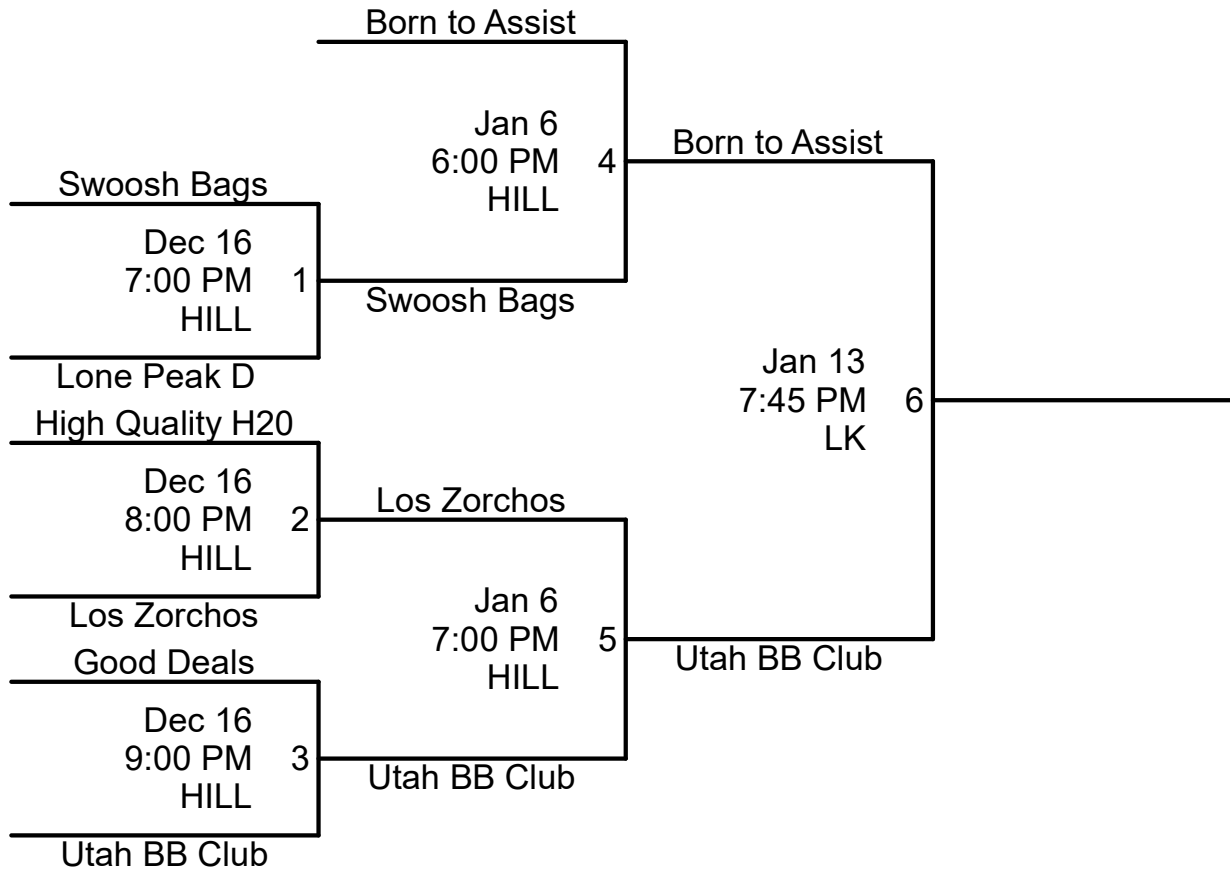 Born to Assist
Jan 6
6:00 PM
HILL
4
Born to Assist
Swoosh Bags
Dec 16
7:00 PM
HILL
1
Swoosh Bags
Lone Peak D
High Quality H20
Dec 16
8:00 PM
HILL
2
Los Zorchos
Los Zorchos
Good Deals
Dec 16
9:00 PM
HILL
3
Utah BB Club
Utah BB Club
Jan 6
7:00 PM
HILL
5
Utah BB Club
Jan 13
7:45 PM
LK
6